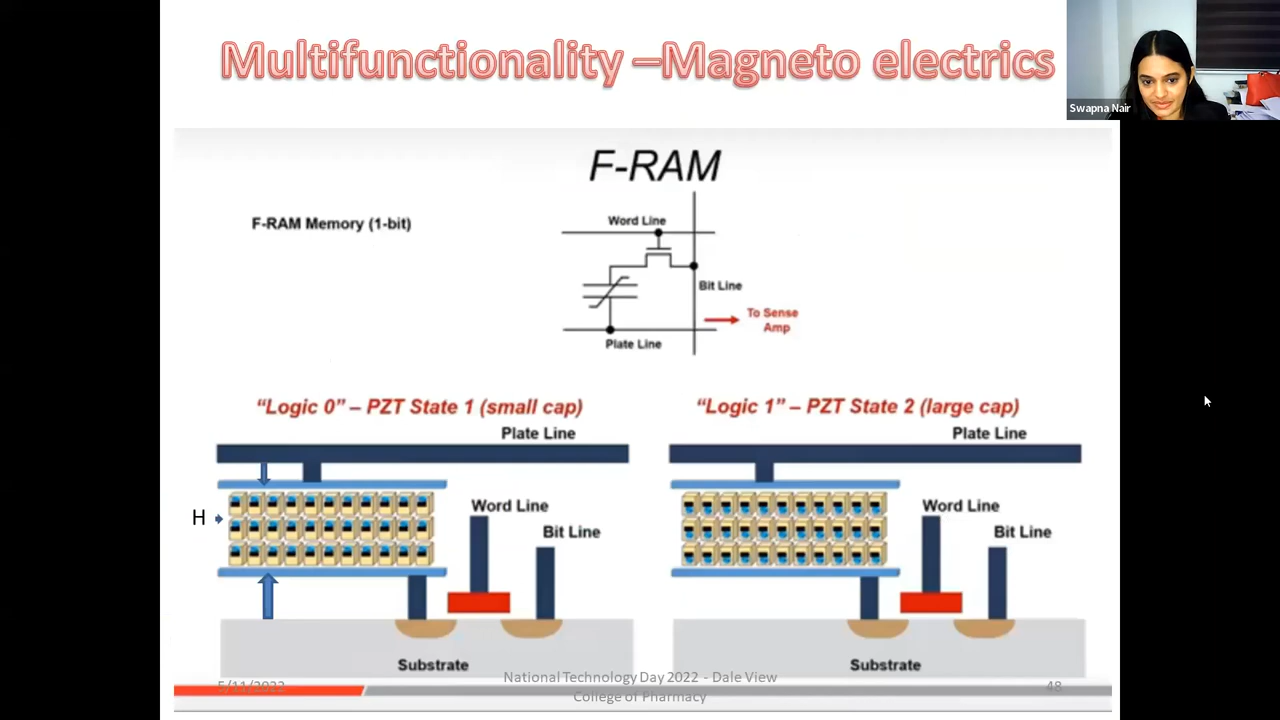 Multifunctionality –Magneto electrics
Swapna Nair
F-RAM
F-RAM Memory (1-bit)
Word Line
Bit Line
To Sense
Amp
Plate Line
“Logic 0” – PZT State 1 (small cap)
“Logic 1” – PZT State 2 (large cap)
Plate Line
Plate Line
H
Word Line
Bit Line
Word Line
Bit Line
Substrate
Substrate
5/11/2022
National Technology Day 2022 - Dale View
College of Pharmacy
48